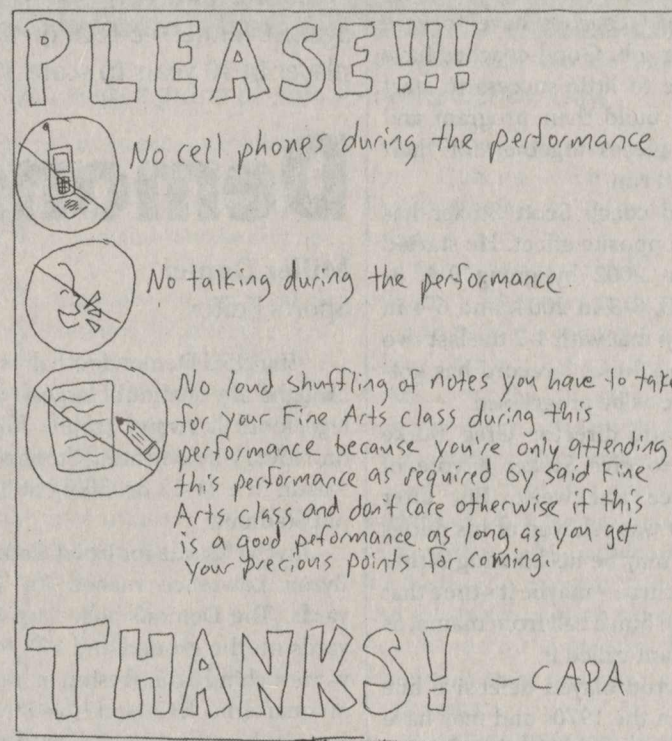 PLEASE!!!
No cell phones during the performance
No talking during the performance.
No loud shuffling of notes you have to take
for your Fine Arts class during this
performance because you're only attending
this performance as required by said Fine
Arts class and don't care otherwise if this
is a good peformance as long as you get
your precious points for coming.
THANKS!
CAPA